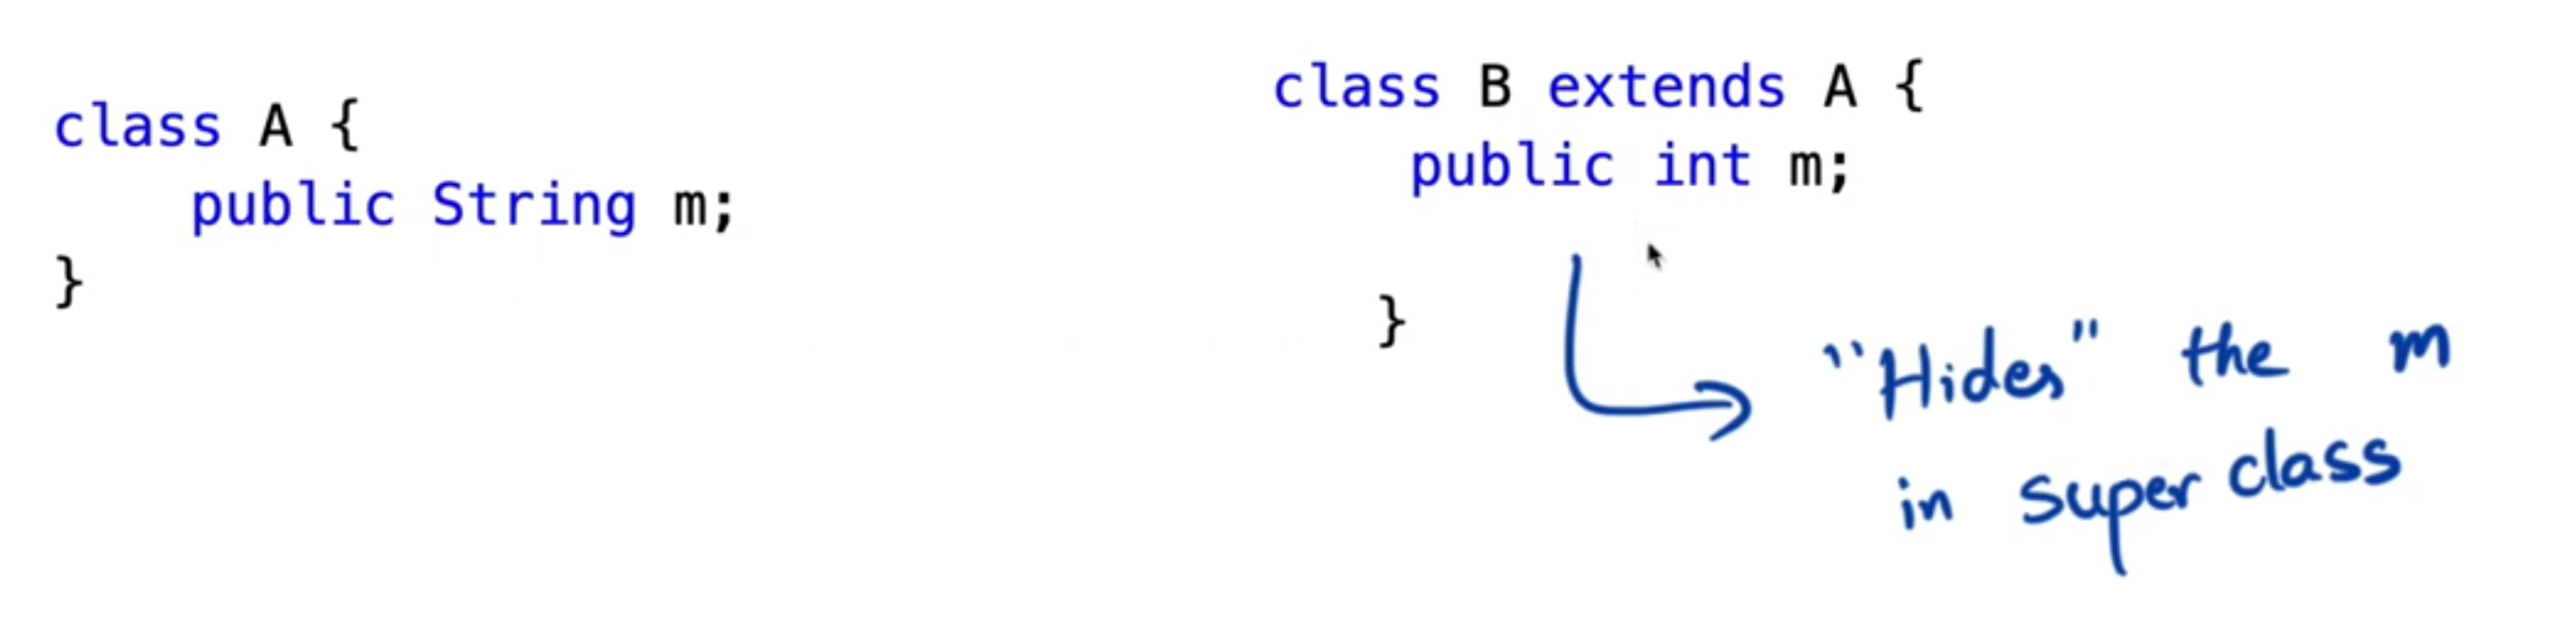 class A {
public String m;
}
class B extends A {
public int m;
}
"Hides" the m
in super class